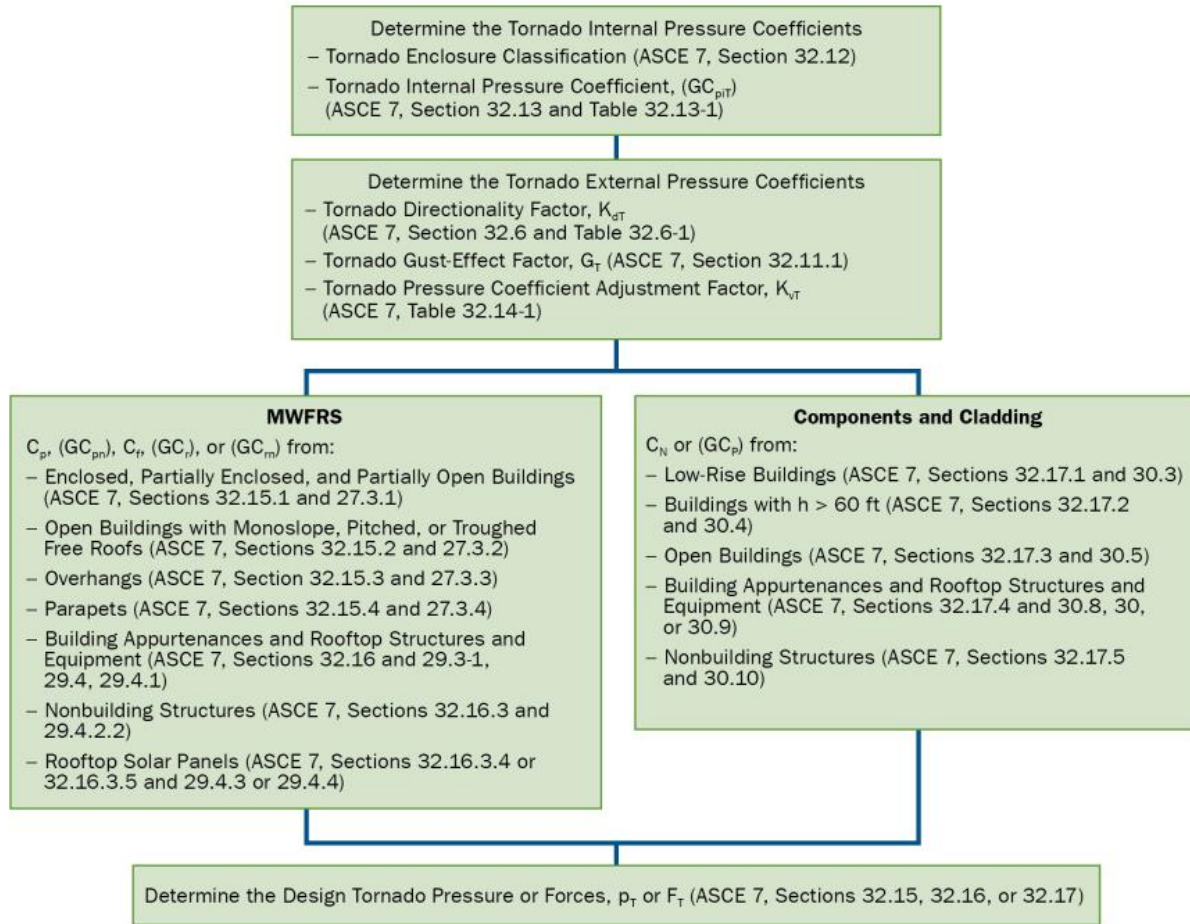 Determine the Tornado Internal Pressure Coefficients
– Tornado Enclosure Classification (ASCE 7, Section 32.12)
– Tornado Internal Pressure Coefficient, (GCpiT)
(ASCE 7, Section 32.13 and Table 32.13-1)
Determine the Tornado External Pressure Coefficients
– Tornado Directionality Factor, KdT
(ASCE 7, Section 32.6 and Table 32.6-1)
– Tornado Gust-Effect Factor, GT (ASCE 7, Section 32.11.1)
– Tornado Pressure Coefficient Adjustment Factor, KvT
(ASCE 7, Table 32.14-1)
MWFRS
Cp, (GCpn), Cf, (GCr), or (GCrn) from:
– Enclosed, Partially Enclosed, and Partially Open Buildings
(ASCE 7, Sections 32.15.1 and 27.3.1)
– Open Buildings with Monoslope, Pitched, or Troughed
Free Roofs (ASCE 7, Sections 32.15.2 and 27.3.2)
– Overhangs (ASCE 7, Section 32.15.3 and 27.3.3)
– Parapets (ASCE 7, Sections 32.15.4 and 27.3.4)
– Building Appurtenances and Rooftop Structures and
Equipment (ASCE 7, Sections 32.16 and 29.3-1,
29.4, 29.4.1)
– Nonbuilding Structures (ASCE 7, Sections 32.16.3 and
29.4.2.2)
– Rooftop Solar Panels (ASCE 7, Sections 32.16.3.4 or
32.16.3.5 and 29.4.3 or 29.4.4)
Components and Cladding
CN or (GCP) from:
– Low-Rise Buildings (ASCE 7, Sections 32.17.1 and 30.3)
– Buildings with h > 60 ft (ASCE 7, Sections 32.17.2
and 30.4)
– Open Buildings (ASCE 7, Sections 32.17.3 and 30.5)
– Building Appurtenances and Rooftop Structures and
Equipment (ASCE 7, Sections 32.17.4 and 30.8, 30,
or 30.9)
– Nonbuilding Structures (ASCE 7, Sections 32.17.5
and 30.10)
Determine the Design Tornado Pressure or Forces, pT or FT (ASCE 7, Sections 32.15, 32.16, or 32.17)